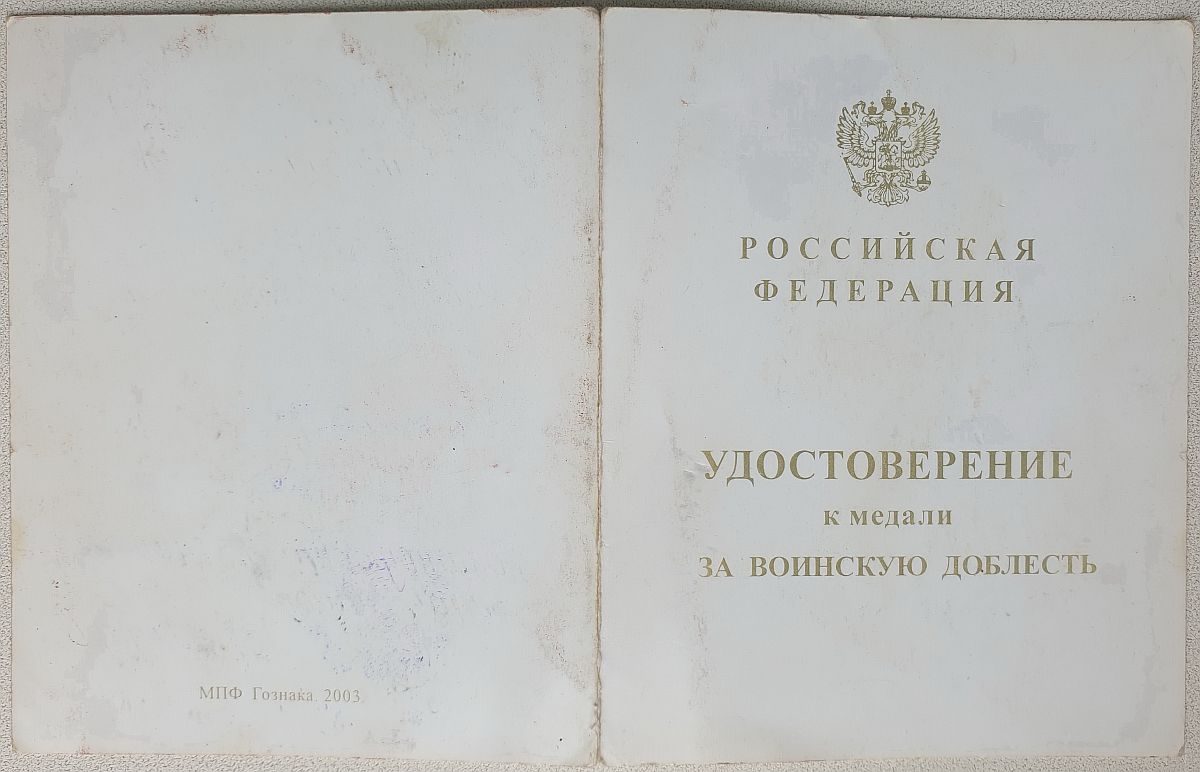 РОССИЙСКАЯ
ФЕДЕРАЦИЯ
УДОСТОВЕРЕНИЕ
к медали
ЗА ВОИНСКУЮ ДОБЛЕСТЬ
МПФ Гознака. 2003.